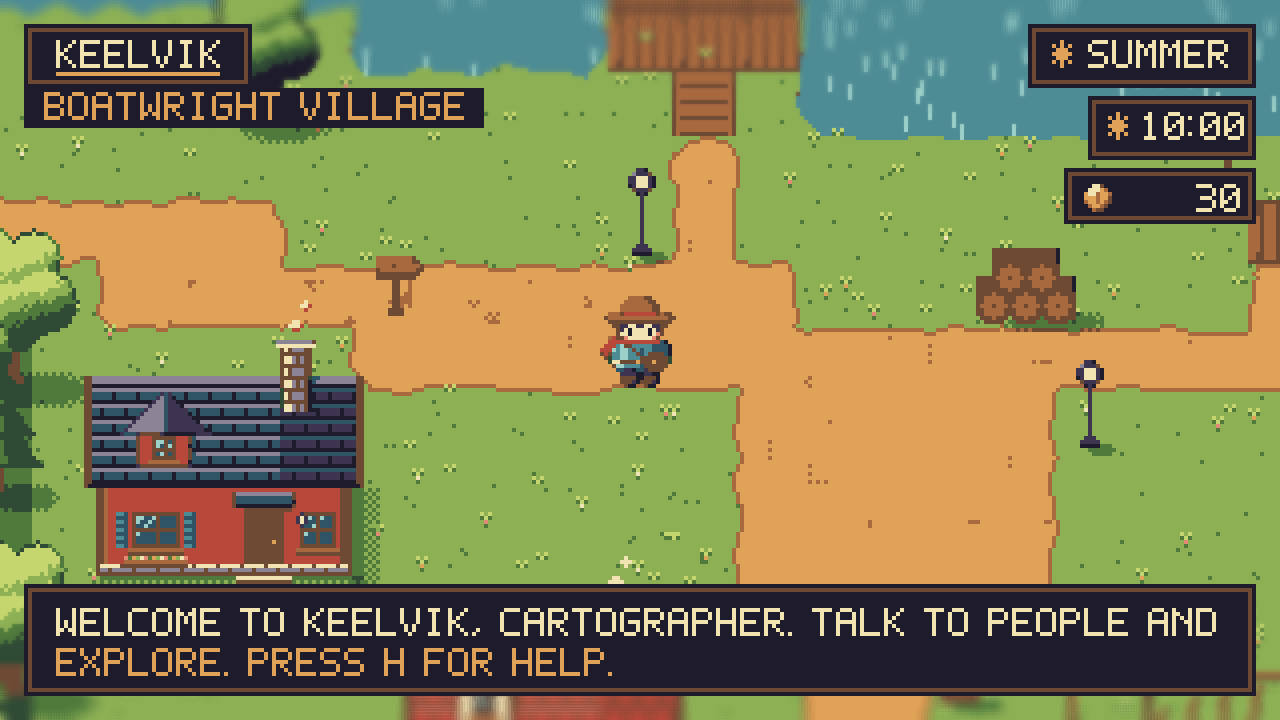 KEELVIK
BOATWRIGHT VILLAGE
SUMMER
10:00
30
WELCOME TO KEELVIK, CARTOGRAPHER. TALK TO PEOPLE AND
EXPLORE. PRESS H FOR HELP.